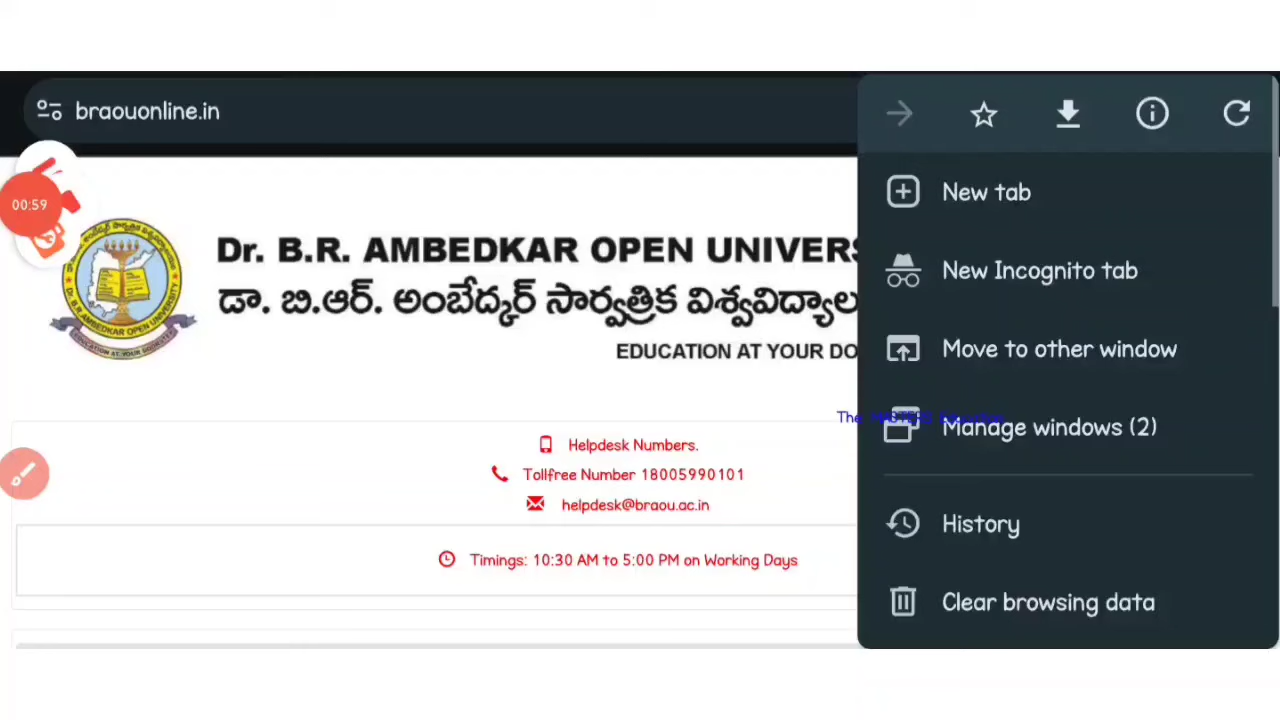 braouonline.in
New tab
00:59
Dr. B.R. AMBEDKAR OPEN UNIVERS
New Incognito tab
డా. బి.ఆర్. అంబేద్కర్ సార్వత్రిక విశ్వవిద్యాల
EDUCATION AT YOUR DO
Move to other window
The
Manage windows (2)
Helpdesk Numbers.
Tollfree Number 18005990101
helpdesk@braou.ac.in
History
Timings: 10:30 AM to 5:00 PM on Working Days
Clear browsing data